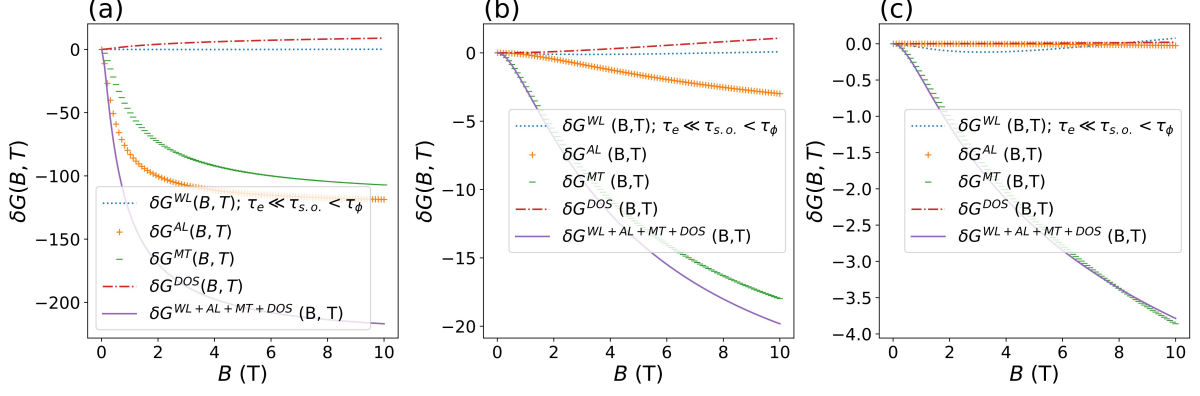 (a)
δG(B, T)
0
−50
−100
−150
−200
δG^{WL}(B, T); τ_e ≪ τ_{s.o.} < τ_ϕ
δG^{AL}(B, T)
δG^{MT}(B, T)
δG^{DOS}(B, T)
δG^{WL+AL+MT+DOS} (B, T)
0 2 4 6 8 10
B (T)
(b)
δG(B, T)
0
−5
−10
−15
−20
δG^{WL} (B,T); τ_e ≪ τ_{s.o.} < τ_ϕ
δG^{AL} (B,T)
δG^{MT} (B,T)
δG^{DOS} (B,T)
δG^{WL+AL+MT+DOS} (B,T)
0 2 4 6 8 10
B (T)
(c)
δG(B, T)
0.0
−0.5
−1.0
−1.5
−2.0
−2.5
−3.0
−3.5
−4.0
δG^{WL} (B,T); τ_e ≪ τ_{s.o.} < τ_ϕ
δG^{AL} (B,T)
δG^{MT} (B,T)
δG^{DOS} (B,T)
δG^{WL+AL+MT+DOS} (B,T)
0 2 4 6 8 10
B (T)